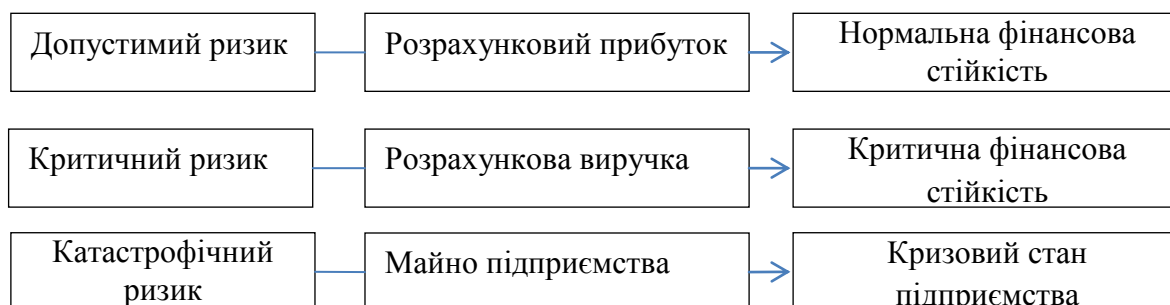 Допустимий ризик
Розрахунковий прибуток
Нормальна фінансова
стійкість
Критичний ризик
Розрахункова виручка
Критична фінансова
стійкість
Катастрофічний
ризик
Майно підприємства
Кризовий стан
підприємства